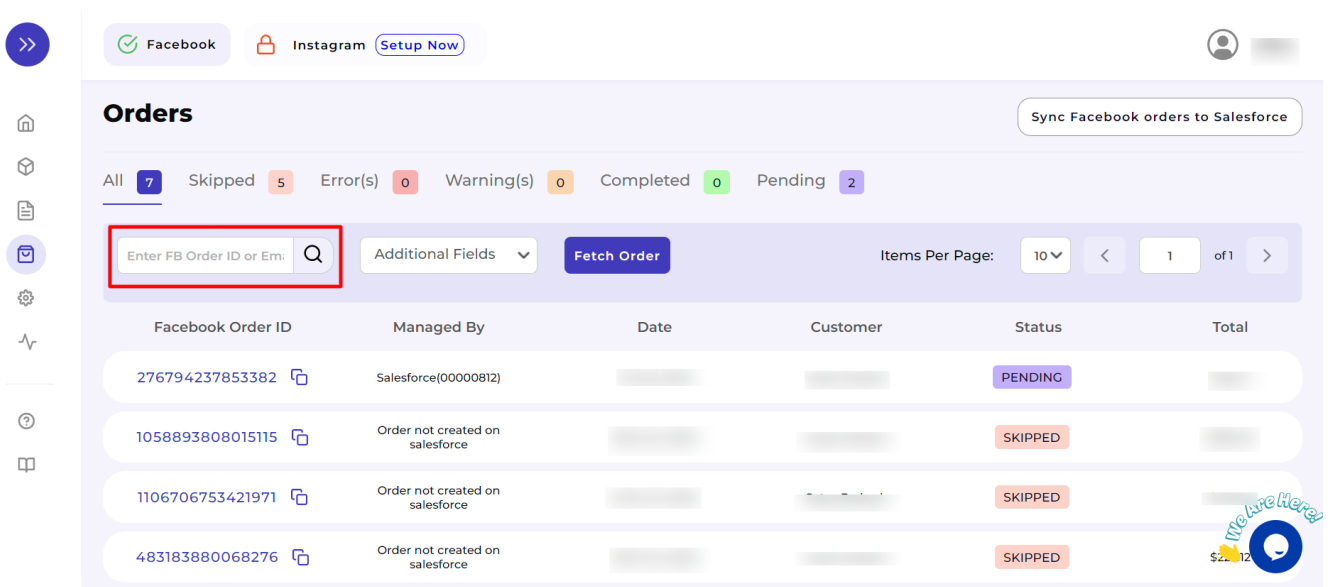 Facebook
Instagram Setup Now
Orders
Sync Facebook orders to Salesforce
All 7 Skipped 5 Error(s) 0 Warning(s) 0 Completed 0 Pending 2
Enter FB Order ID or Ema
Additional Fields
Fetch Order
Items Per Page: 10 1 of 1
Facebook Order ID Managed By Date Customer Status Total
276794237853382 Salesforce(00000812) PENDING
1058893808015115 Order not created on
salesforce SKIPPED
1106706753421971 Order not created on
salesforce SKIPPED
483183880068276 Order not created on
salesforce SKIPPED
We Are Here!